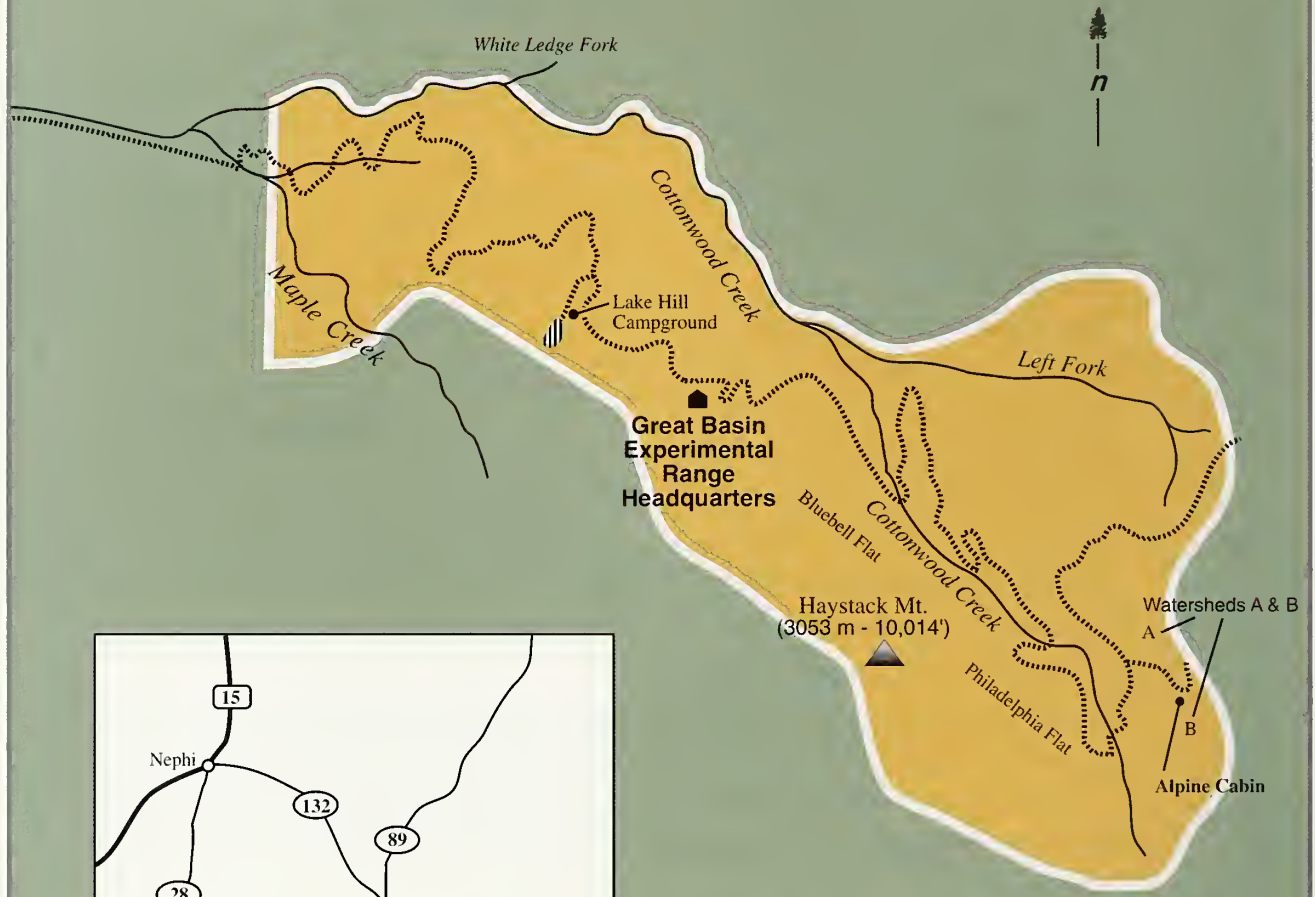 White Ledge Fork
n
Cottonwood Creek
Maple Creek
Lake Hill
Campground
Left Fork
Great Basin
Experimental
Range
Headquarters
Bluebell Flat
Cottonwood Creek
Haystack Mt.
(3053 m - 10,014')
Watersheds A & B
A
Philadelphia Flat
B
Alpine Cabin
15
Nephi
132
89
28